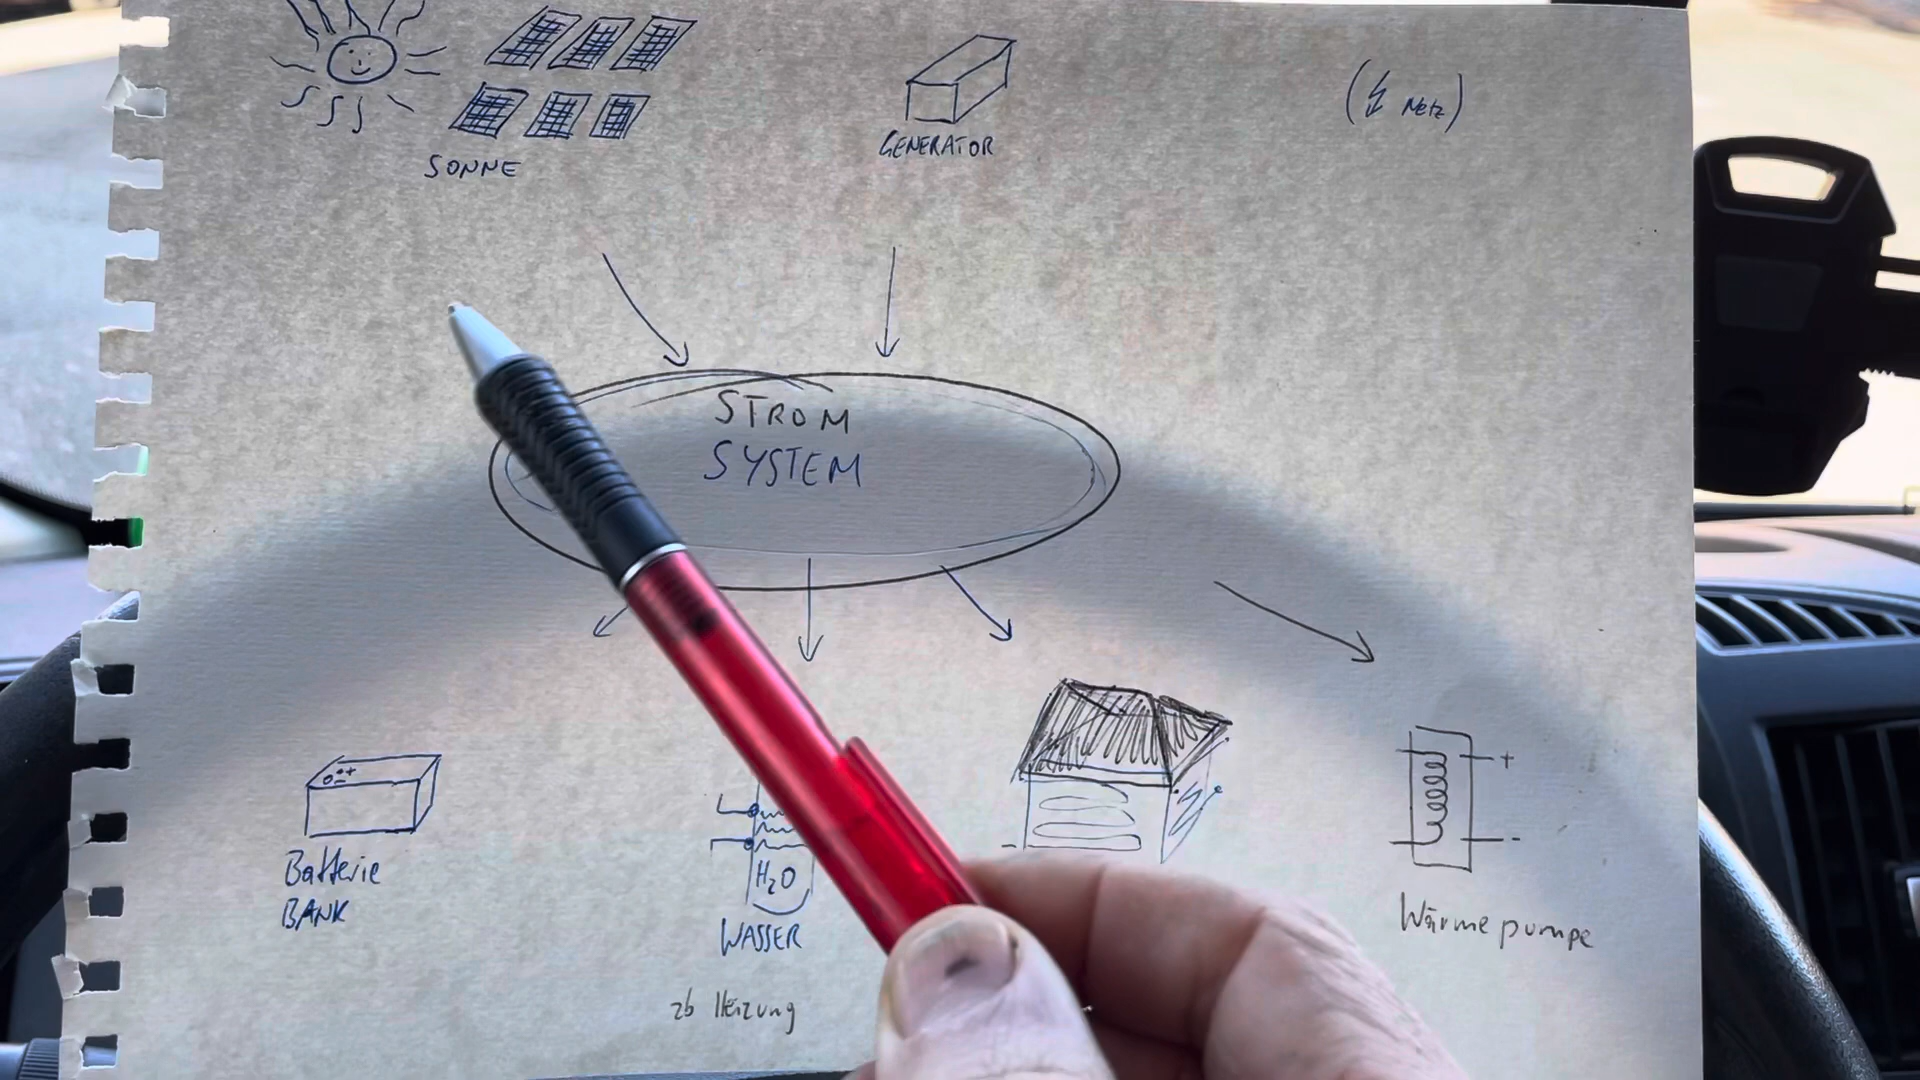 SONNE
GENERATOR
(Netz)
STROM
SYSTEM
+
-
Batterie
BANK
H2O
WASSER
Wärmepumpe
zb Heizung